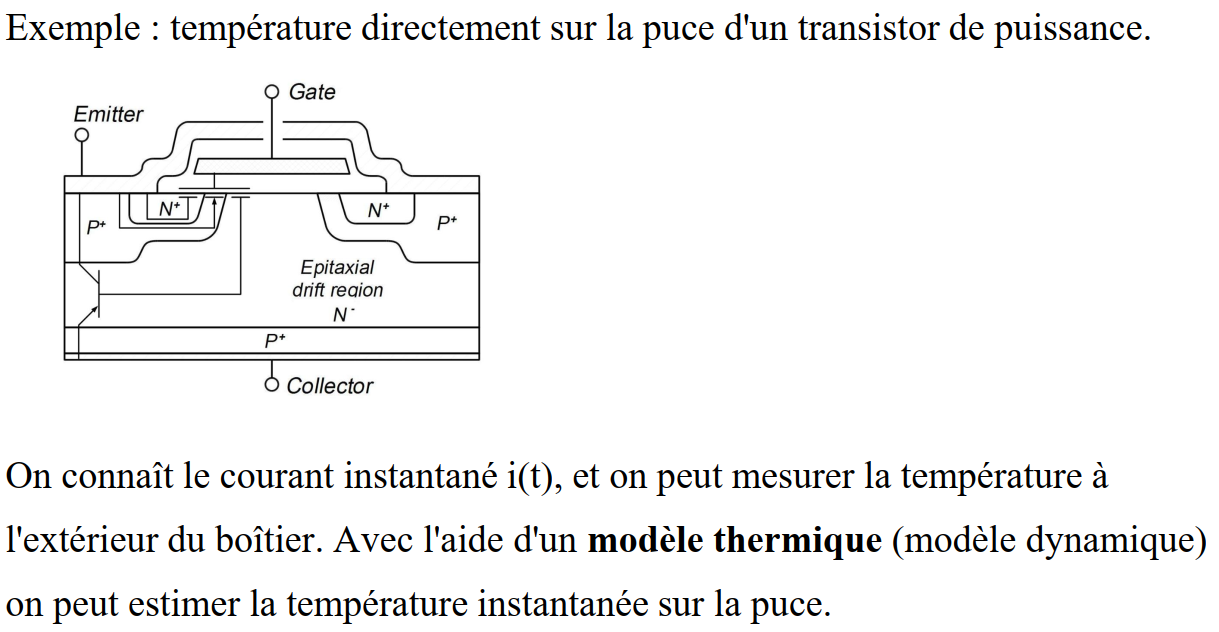 Exemple : température directement sur la puce d'un transistor de puissance.
Gate
Emitter
N⁺
N⁺
P⁺
P⁺
Epitaxial
drift region
N⁻
P⁺
Collector
On connaît le courant instantané i(t), et on peut mesurer la température à
l'extérieur du boîtier. Avec l'aide d'un modèle thermique (modèle dynamique)
on peut estimer la température instantanée sur la puce.